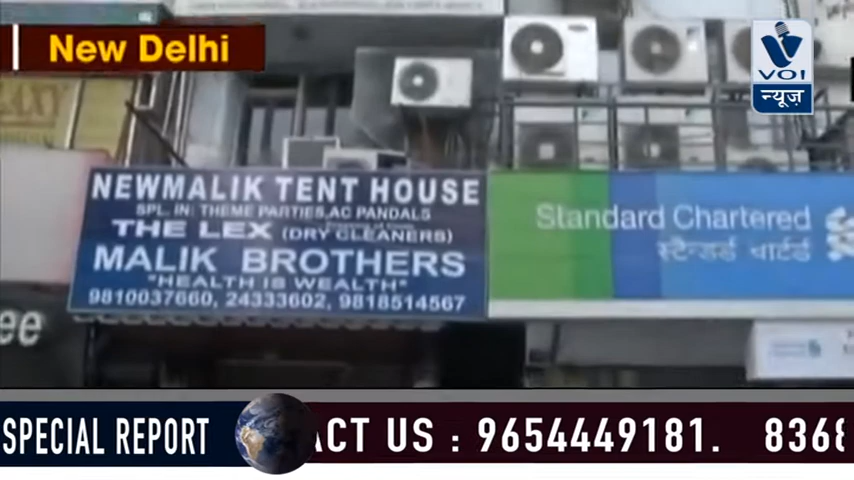 New Delhi
VOI
न्यूज़
NEWMALIK TENT HOUSE
SPL. IN: THEME PARTIES, AC PANDALS
THE LEX (DRY CLEANERS)
MALIK BROTHERS
"HEALTH IS WEALTH"
9810037660, 24333602, 9818514567
Standard Chartered
स्टैन्डर्ड चार्टर्ड
ee
SPECIAL REPORT
ACT US : 9654449181. 8368